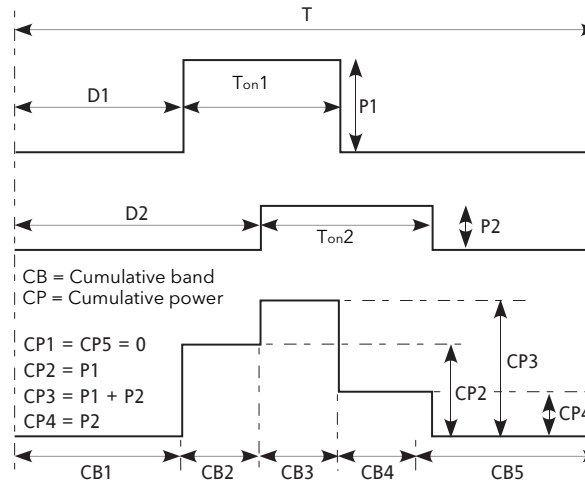 T
D1
Ton1
P1
D2
Ton2
P2
CB = Cumulative band
CP = Cumulative power
CP1 = CP5 = 0
CP2 = P1
CP3 = P1 + P2
CP4 = P2
CP2
CP3
CP4
CB1
CB2
CB3
CB4
CB5